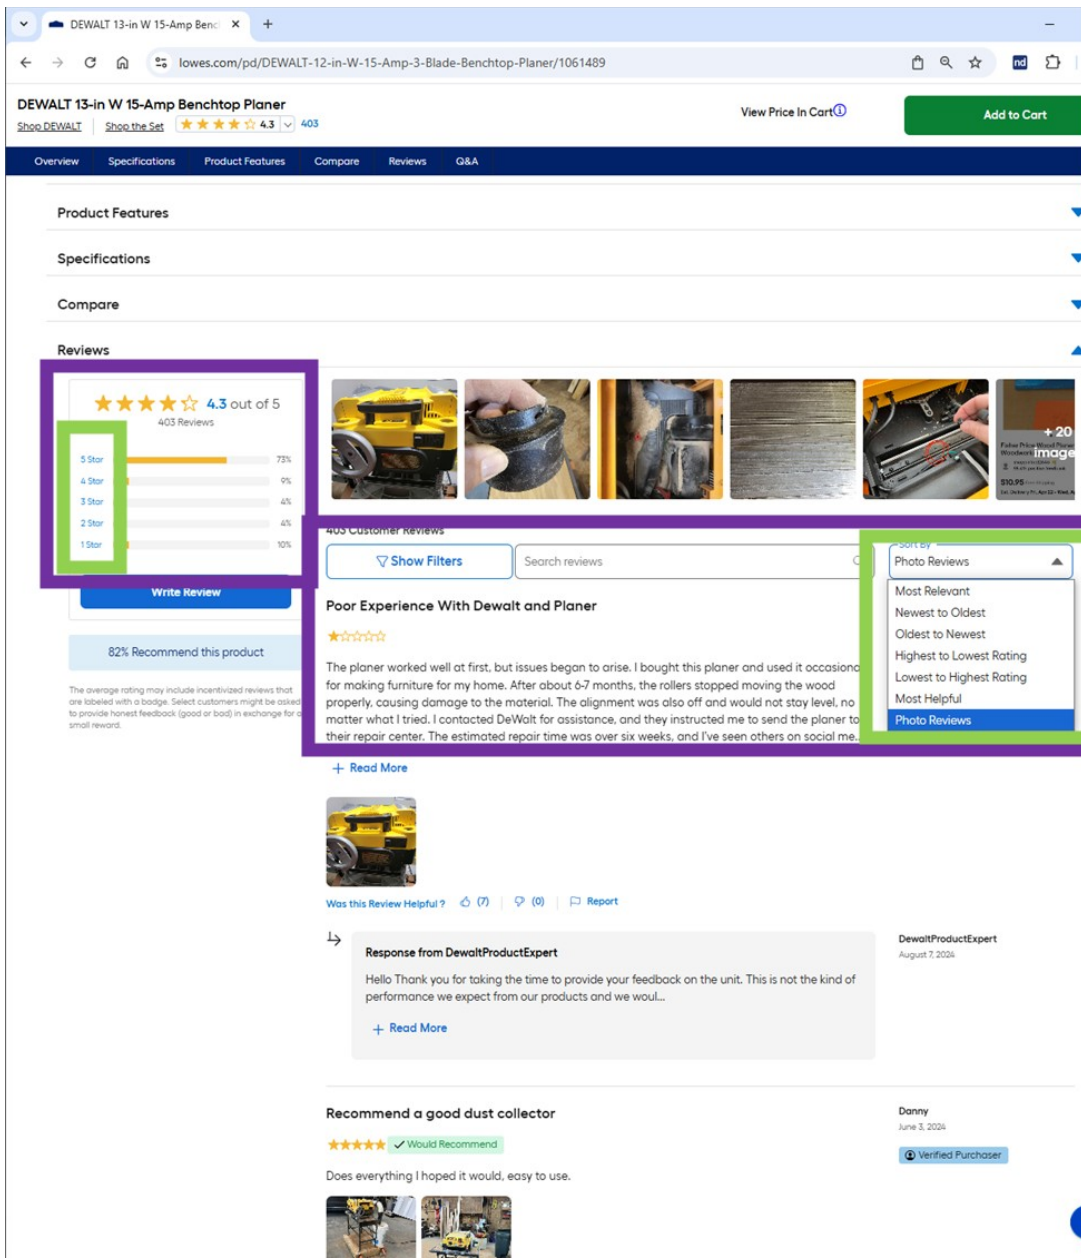 DEWALT 13-in W 15-Amp Benc
lowes.com/pd/DEWALT-12-in-W-15-Amp-3-Blade-Benchtop-Planer/1061489
nd
DEWALT 13-in W 15-Amp Benchtop Planer
Shop DEWALT Shop the Set 4.3 403
View Price In Cart
Add to Cart
Overview Specifications Product Features Compare Reviews Q&A
Product Features
Specifications
Compare
Reviews
4.3 out of 5
403 Reviews
5 Star 73%
4 Star 9%
3 Star 4%
2 Star 4%
1 Star 10%
Write Review
82% Recommend this product
The average rating may include incentivized reviews that
are labeled with a badge. Select customers might be asked
to provide honest feedback (good or bad) in exchange for a
small reward.
+ 20
image
$10.95
403 Customer Reviews
Show Filters
Search reviews
Sort By
Photo Reviews
Most Relevant
Newest to Oldest
Oldest to Newest
Highest to Lowest Rating
Lowest to Highest Rating
Most Helpful
Photo Reviews
Poor Experience With Dewalt and Planer
The planer worked well at first, but issues began to arise. I bought this planer and used it occasiona
for making furniture for my home. After about 6-7 months, the rollers stopped moving the wood
properly, causing damage to the material. The alignment was also off and would not stay level, no
matter what I tried. I contacted DeWalt for assistance, and they instructed me to send the planer to
their repair center. The estimated repair time was over six weeks, and I've seen others on social me...
+ Read More
Was this Review Helpful ? (7) (0) Report
Response from DewaltProductExpert
Hello Thank you for taking the time to provide your feedback on the unit. This is not the kind of
performance we expect from our products and we woul...
+ Read More
DewaltProductExpert
August 7, 2024
Recommend a good dust collector
Would Recommend
Does everything I hoped it would, easy to use.
Danny
June 3, 2024
Verified Purchaser